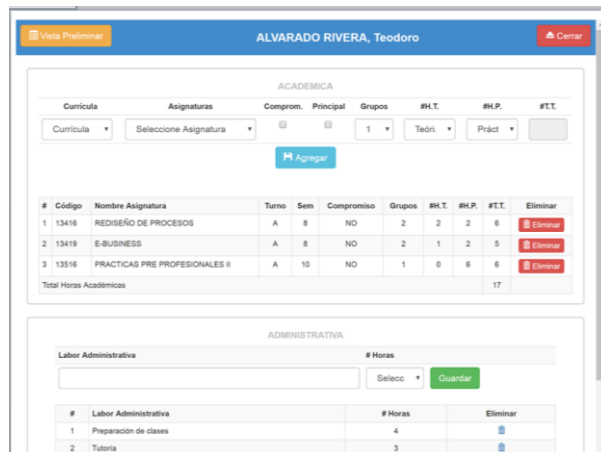 Vista Preliminar ALVARADO RIVERA, Teodoro Cerrar
ACADEMICA
Curricula Asignaturas Comprom. Principal Grupos #H.T. #H.P. #T.T.
Curricula Seleccione Asignatura 1 Teóri. Práct
Agregar
# Código Nombre Asignatura Turno Sem Compromiso Grupos #H.T. #H.P. #T.T. Eliminar
1 13416 REDISEÑO DE PROCESOS A 8 NO 2 2 2 6 Eliminar
2 13419 E-BUSINESS A 8 NO 2 1 2 5 Eliminar
3 13516 PRACTICAS PRE PROFESIONALES II A 10 NO 1 0 6 6 Eliminar
Total Horas Académicas 17
ADMINISTRATIVA
Labor Administrativa # Horas
Selecc Guardar
# Labor Administrativa # Horas Eliminar
1 Preparación de clases 4
2 Tutoría 3